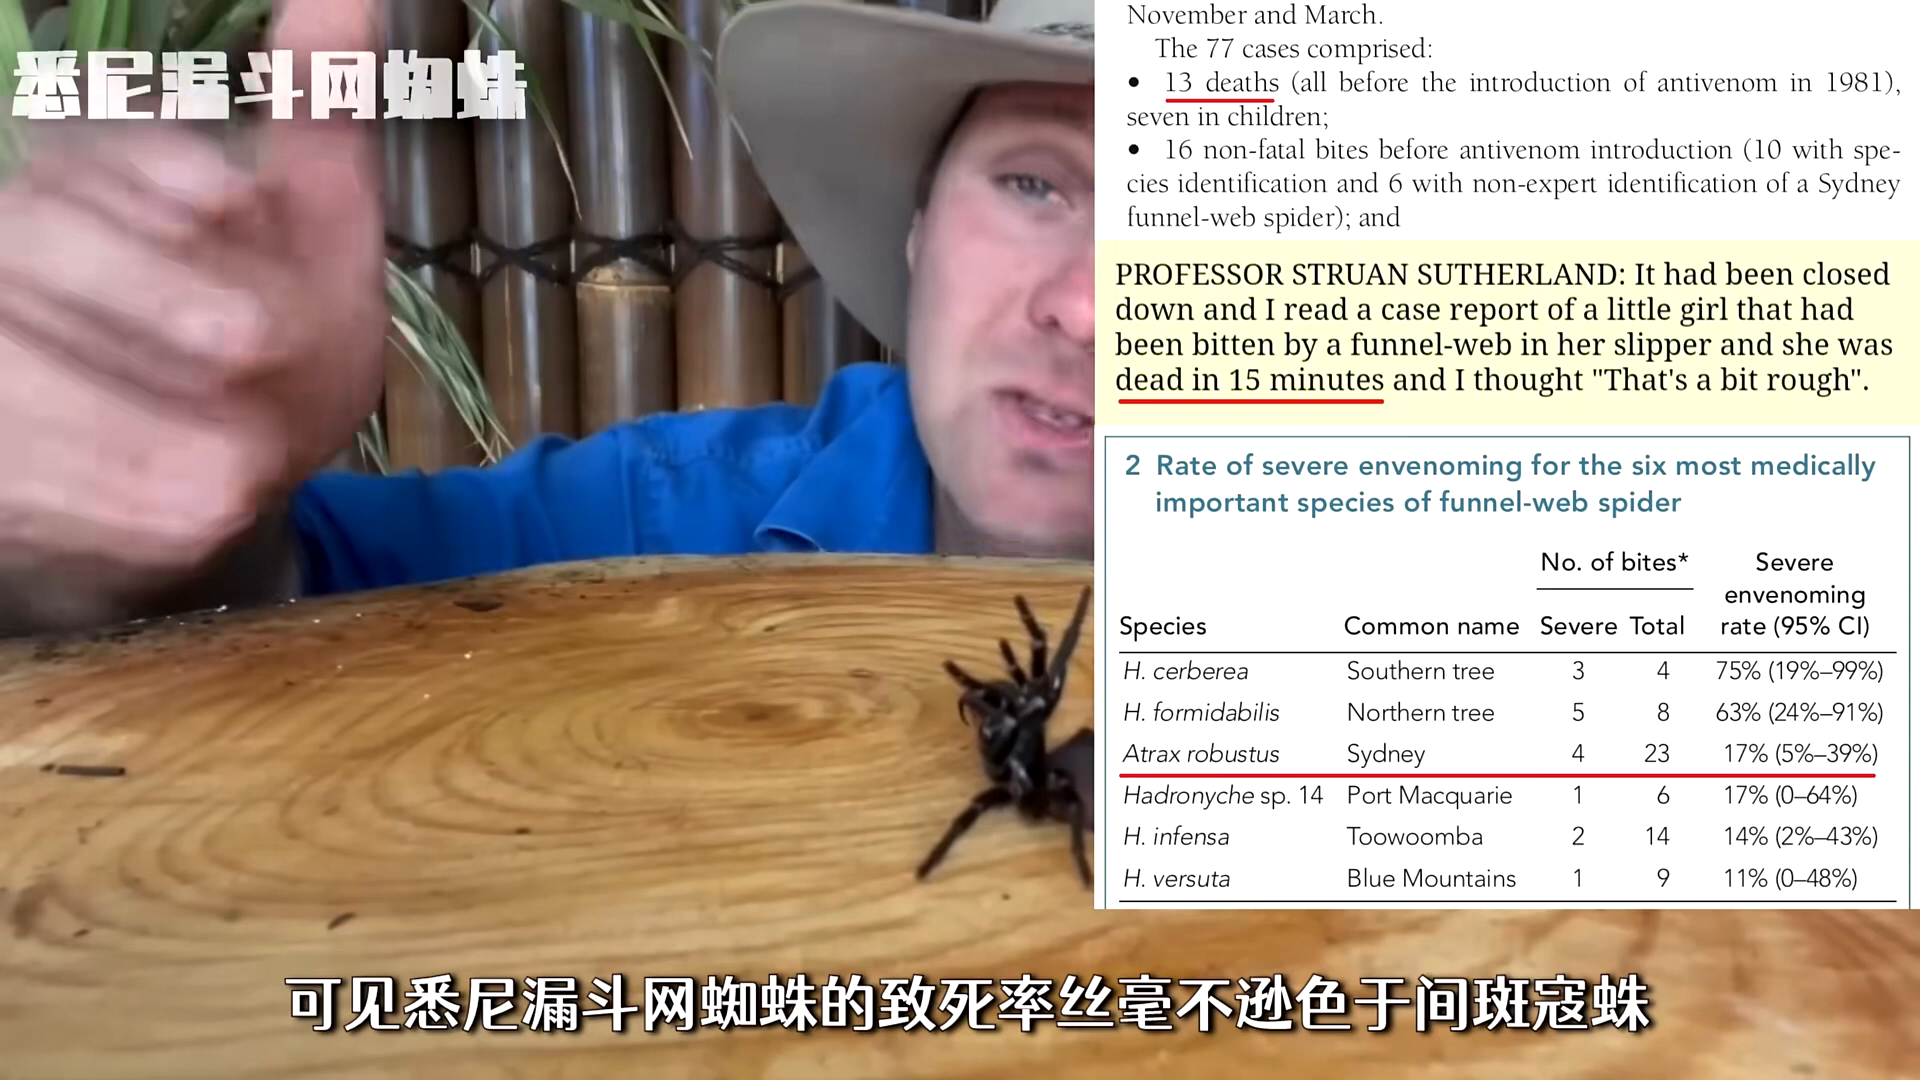 悉尼漏斗网蜘蛛
November and March.
The 77 cases comprised:
• 13 deaths (all before the introduction of antivenom in 1981),
seven in children;
• 16 non-fatal bites before antivenom introduction (10 with spe-
cies identification and 6 with non-expert identification of a Sydney
funnel-web spider); and
PROFESSOR STRUAN SUTHERLAND: It had been closed
down and I read a case report of a little girl that had
been bitten by a funnel-web in her slipper and she was
dead in 15 minutes and I thought "That's a bit rough".
2 Rate of severe envenoming for the six most medically
important species of funnel-web spider
No. of bites* Severe
envenoming
Species Common name Severe Total rate (95% CI)
H. cerberea Southern tree 3 4 75% (19%–99%)
H. formidabilis Northern tree 5 8 63% (24%–91%)
Atrax robustus Sydney 4 23 17% (5%–39%)
Hadronyche sp. 14 Port Macquarie 1 6 17% (0–64%)
H. infensa Toowoomba 2 14 14% (2%–43%)
H. versuta Blue Mountains 1 9 11% (0–48%)
可见悉尼漏斗网蜘蛛的致死率丝毫不逊色于间斑寇蛛